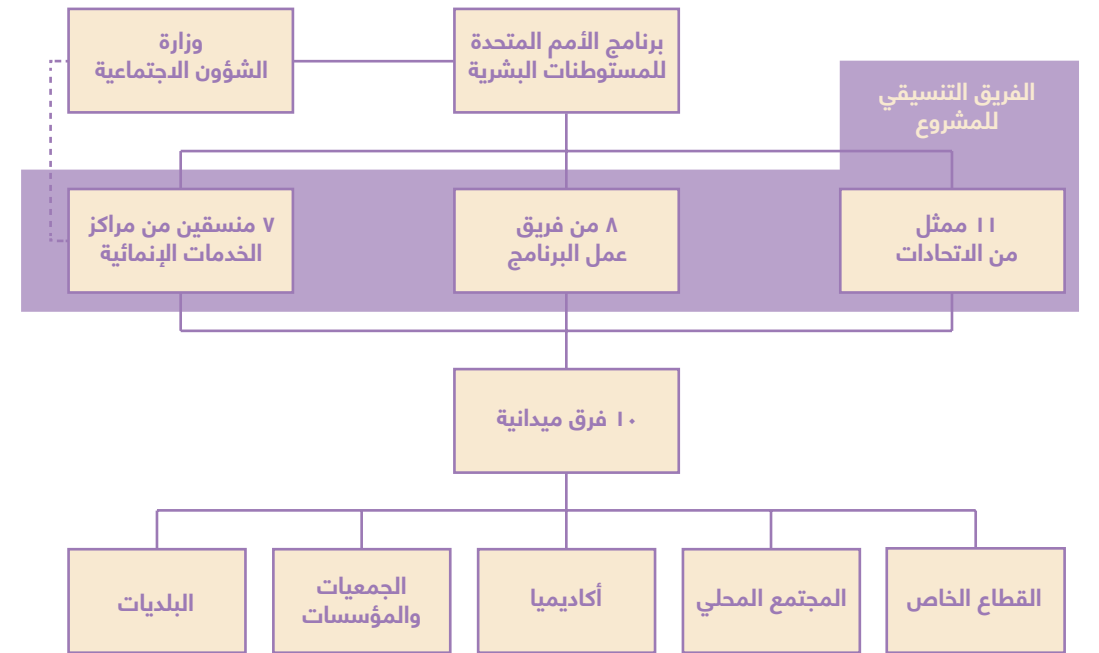 برنامج الأمم المتحدة
للمستوطنات البشرية
وزارة
الشؤون الاجتماعية
الفريق التنسيقي
للمشروع
١١ ممثل
من الاتحادات
٨ من فريق
عمل البرنامج
٧ منسقين من مراكز
الخدمات الإنمائية
١٠ فرق ميدانية
القطاع الخاص
المجتمع المحلي
أكاديميا
الجمعيات
والمؤسسات
البلديات